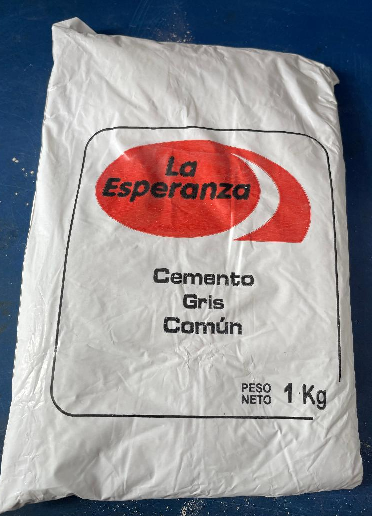 La
Esperanza
Cemento
Gris
Común
PESO
NETO 1 Kg